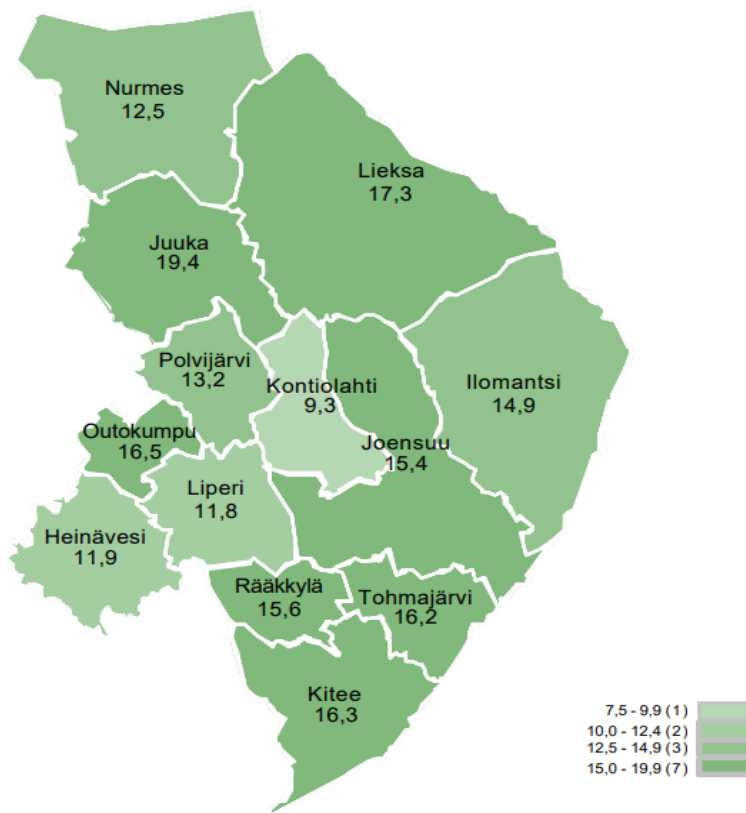 Nurmes
12,5
Lieksa
17,3
Juuka
19,4
Polvijärvi
13,2
Kontiolahti
9,3
Ilomantsi
14,9
Outokumpu
16,5
Joensuu
15,4
Liperi
11,8
Heinävesi
11,9
Rääkkylä
15,6
Tohmajärvi
16,2
Kitee
16,3
7,5 - 9,9 (1)
10,0 - 12,4 (2)
12,5 - 14,9 (3)
15,0 - 19,9 (7)